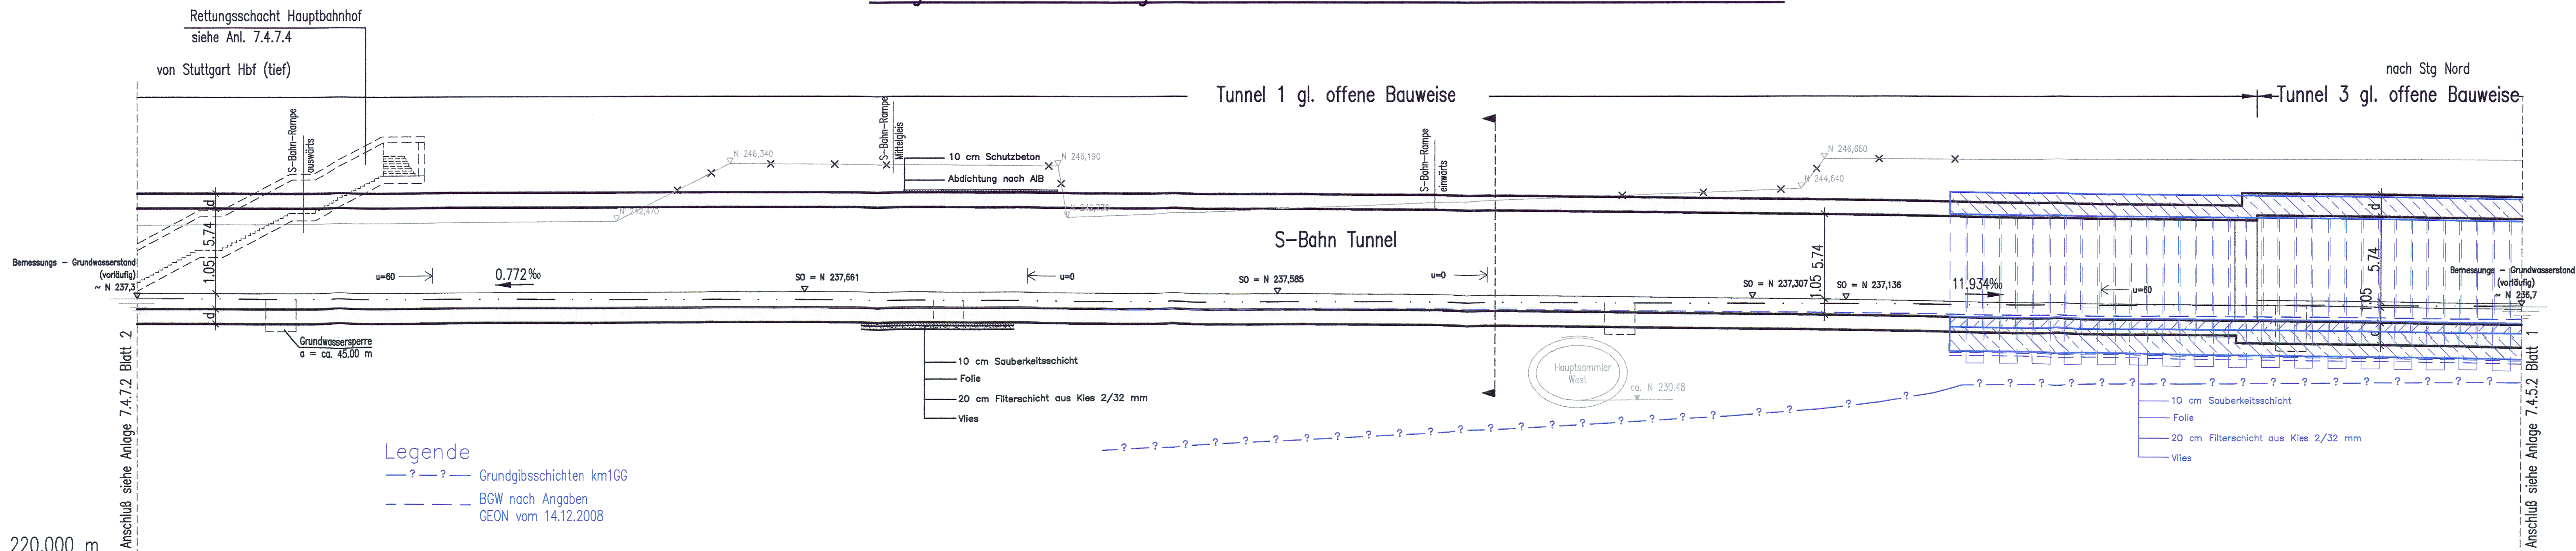 Rettungsschacht Hauptbahnhof
siehe Anl. 7.4.7.4
von Stuttgart Hbf (tief)
nach Stg Nord
Tunnel 1 gl. offene Bauweise
Tunnel 3 gl. offene Bauweise
S-Bahn-Rampe
auswärts
S-Bahn-Rampe
Mittelgleis
S-Bahn-Rampe
einwärts
N 246,340
10 cm Schutzbeton
Abdichtung nach AIB
N 246,190
N 246,660
N 244,640
N 242,470
d
5.74
1.05
d
S-Bahn Tunnel
5.74
1.05
d
5.74
1.05
Bemessungs - Grundwasserstand
(vorläufig)
~ N 237,3
u=60
0.772‰
SO = N 237,661
u=0
SO = N 237,585
u=0
SO = N 237,307
SO = N 237,136
11.934‰
u=60
Bemessungs - Grundwasserstand
(vorläufig)
~ N 236,7
Grundwassersperre
a = ca. 45.00 m
10 cm Sauberkeitsschicht
Folie
20 cm Filterschicht aus Kies 2/32 mm
Vlies
Hauptsammler
West
ca. N 230.48
10 cm Sauberkeitsschicht
Folie
20 cm Filterschicht aus Kies 2/32 mm
Vlies
Legende
—?—?— Grundgibsschichten km1GG
BGW nach Angaben
GEON vom 14.12.2008
Anschluß siehe Anlage 7.4.7.2 Blatt 2
Anschluß siehe Anlage 7.4.5.2 Blatt 1
220.000 m